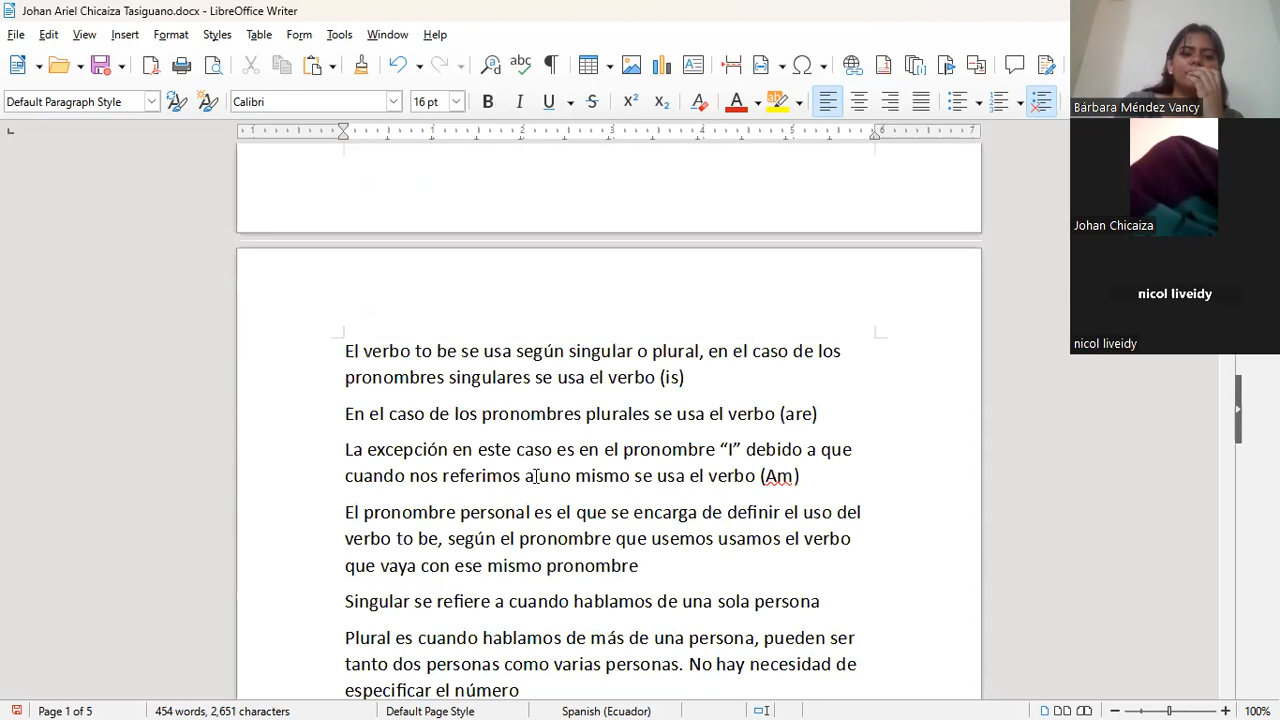 Johan Ariel Chicaiza Tasiguano.docx - LibreOffice Writer
File Edit View Insert Format Styles Table Form Tools Window Help
Default Paragraph Style Calibri 16 pt
1 1 2 3 4 5 6 7
El verbo to be se usa según singular o plural, en el caso de los
pronombres singulares se usa el verbo (is)
En el caso de los pronombres plurales se usa el verbo (are)
La excepción en este caso es en el pronombre “I” debido a que
cuando nos referimos a uno mismo se usa el verbo (Am)
El pronombre personal es el que se encarga de definir el uso del
verbo to be, según el pronombre que usemos usamos el verbo
que vaya con ese mismo pronombre
Singular se refiere a cuando hablamos de una sola persona
Plural es cuando hablamos de más de una persona, pueden ser
tanto dos personas como varias personas. No hay necesidad de
especificar el número
Page 1 of 5 454 words, 2,651 characters Default Page Style Spanish (Ecuador) 100%
Bárbara Méndez Vancy
Johan Chicaiza
nicol liveidy
nicol liveidy